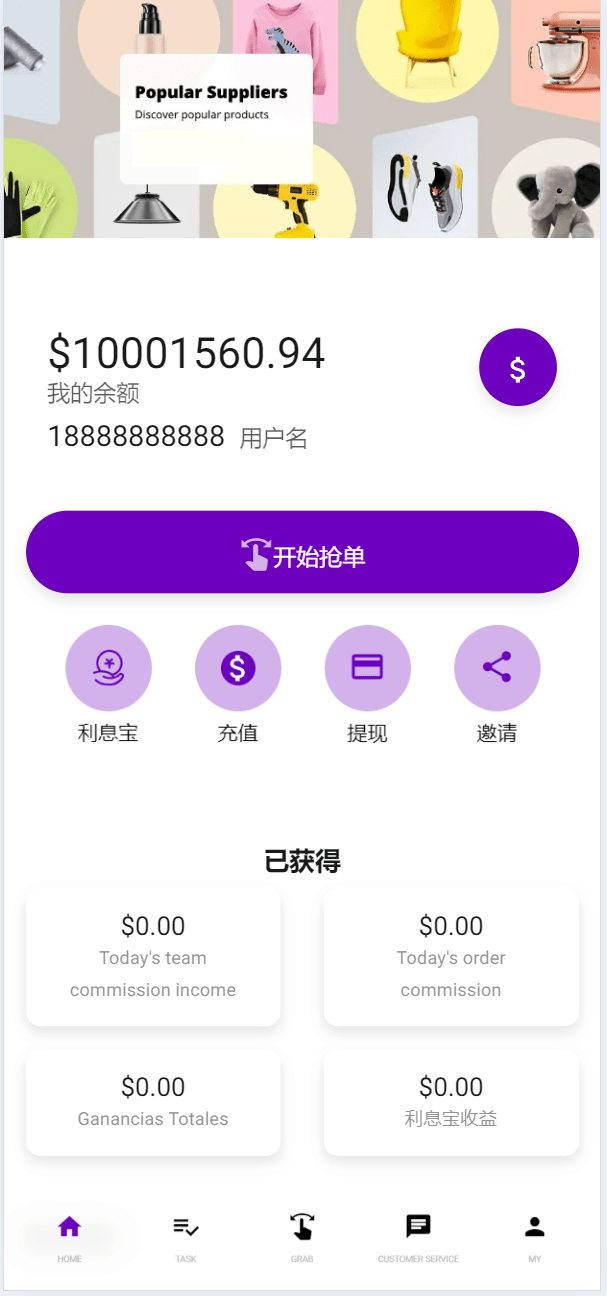 Popular Suppliers
Discover popular products
$10001560.94
我的余额
18888888888 用户名
开始抢单
利息宝 充值 提现 邀请
已获得
$0.00 $0.00
Today's team Today's order
commission income commission
$0.00 $0.00
Ganancias Totales 利息宝收益
HOME TASK GRAB CUSTOMER SERVICE MY